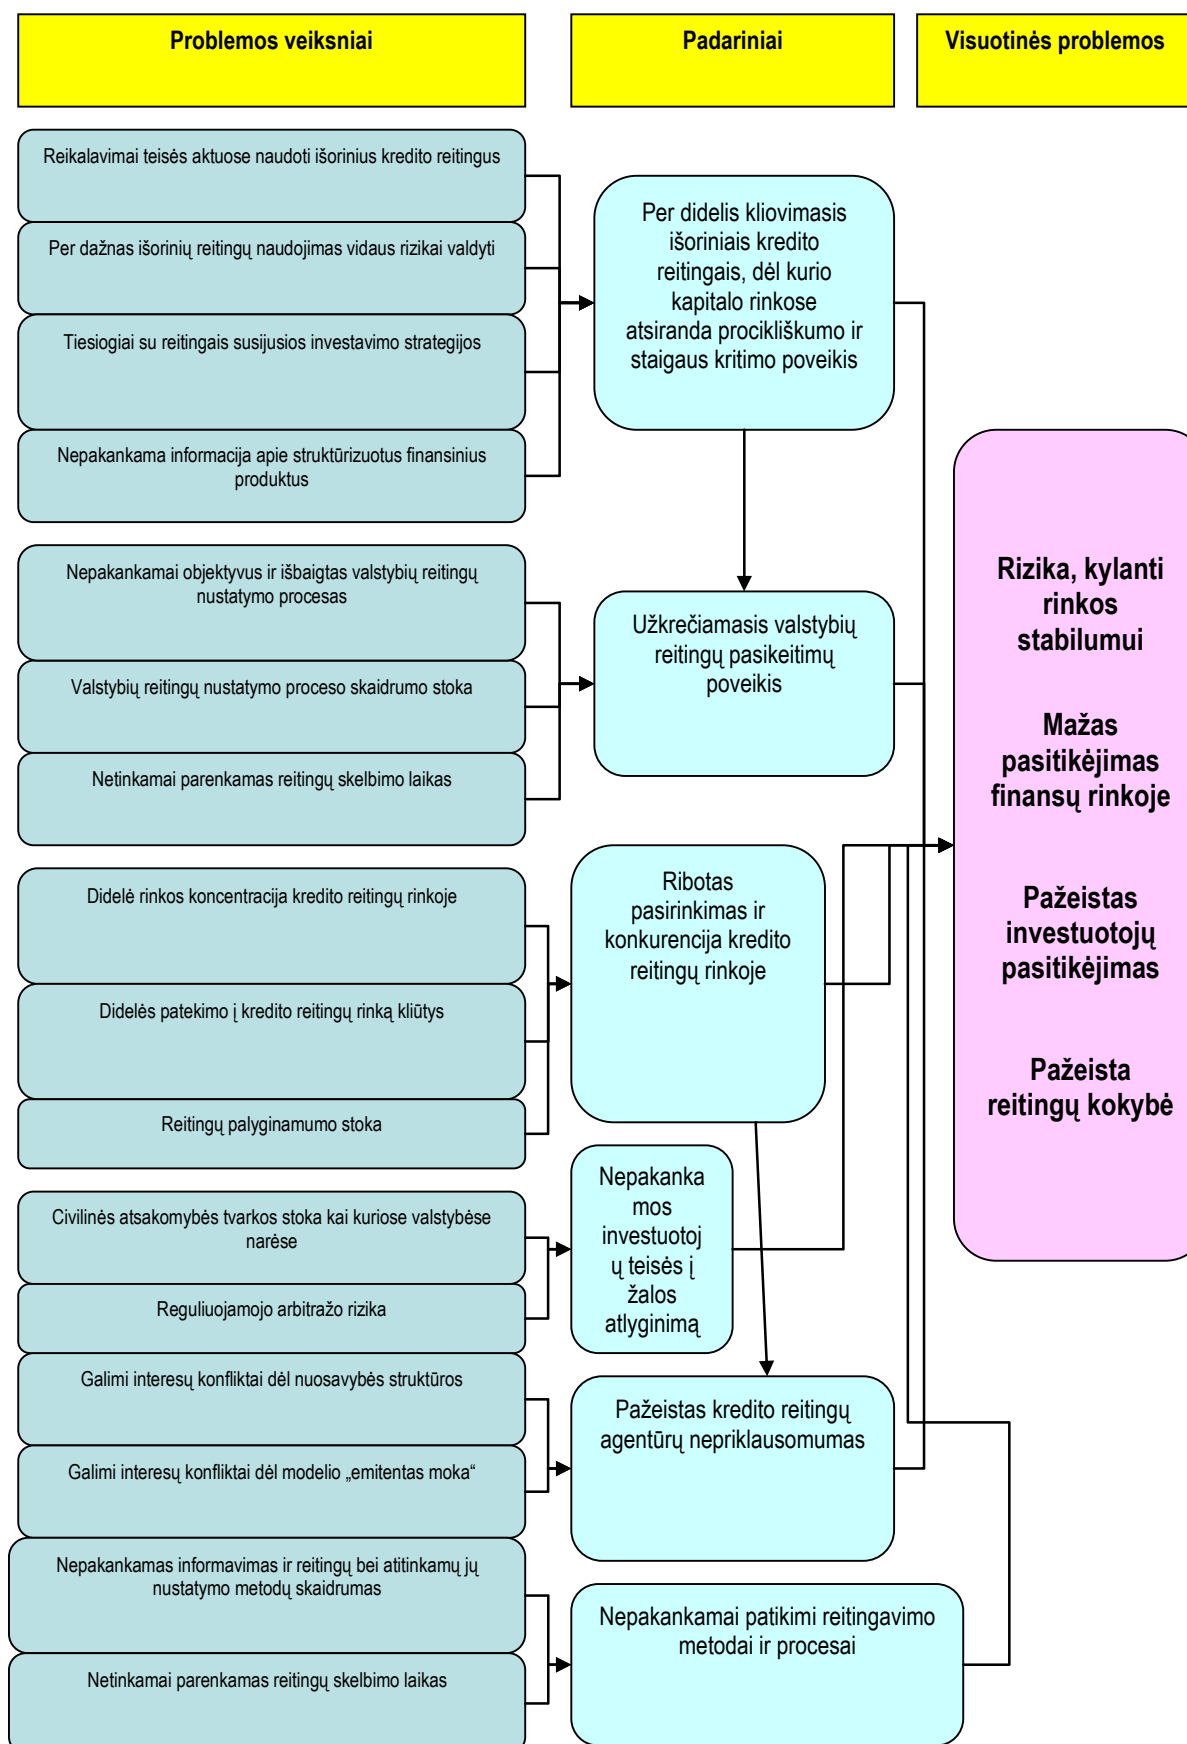 Problemos veiksniai
Padariniai
Visuotinės problemos
Reikalavimai teisės aktuose naudoti išorinius kredito reitingus
Per dažnas išorinių reitingų naudojimas vidaus rizikai valdyti
Tiesiogiai su reitingais susijusios investavimo strategijos
Nepakankama informacija apie struktūrizuotus finansinius
produktus
Per didelis kliovimasis
išoriniais kredito
reitingais, dėl kurio
kapitalo rinkose
atsiranda procikliškumo ir
staigaus kritimo poveikis
Nepakankamai objektyvus ir išbaigtas valstybių reitingų
nustatymo procesas
Valstybių reitingų nustatymo proceso skaidrumo stoka
Netinkamai parenkamas reitingų skelbimo laikas
Užkrečiamasis valstybių
reitingų pasikeitimų
poveikis
Didelė rinkos koncentracija kredito reitingų rinkoje
Didelės patekimo į kredito reitingų rinką kliūtys
Reitingų palyginamumo stoka
Ribotas
pasirinkimas ir
konkurencija kredito
reitingų rinkoje
Civilinės atsakomybės tvarkos stoka kai kuriose valstybėse
narėse
Reguliuojamojo arbitražo rizika
Nepakanka
mos
investuotoj
ų teisės į
žalos
atlyginimą
Galimi interesų konfliktai dėl nuosavybės struktūros
Galimi interesų konfliktai dėl modelio „emitentas moka“
Pažeistas kredito reitingų
agentūrų nepriklausomumas
Nepakankamas informavimas ir reitingų bei atitinkamų jų
nustatymo metodų skaidrumas
Netinkamai parenkamas reitingų skelbimo laikas
Nepakankamai patikimi reitingavimo
metodai ir procesai
Rizika, kylanti
rinkos
stabilumui
Mažas
pasitikėjimas
finansų rinkoje
Pažeistas
investuotojų
pasitikėjimas
Pažeista
reitingų kokybė